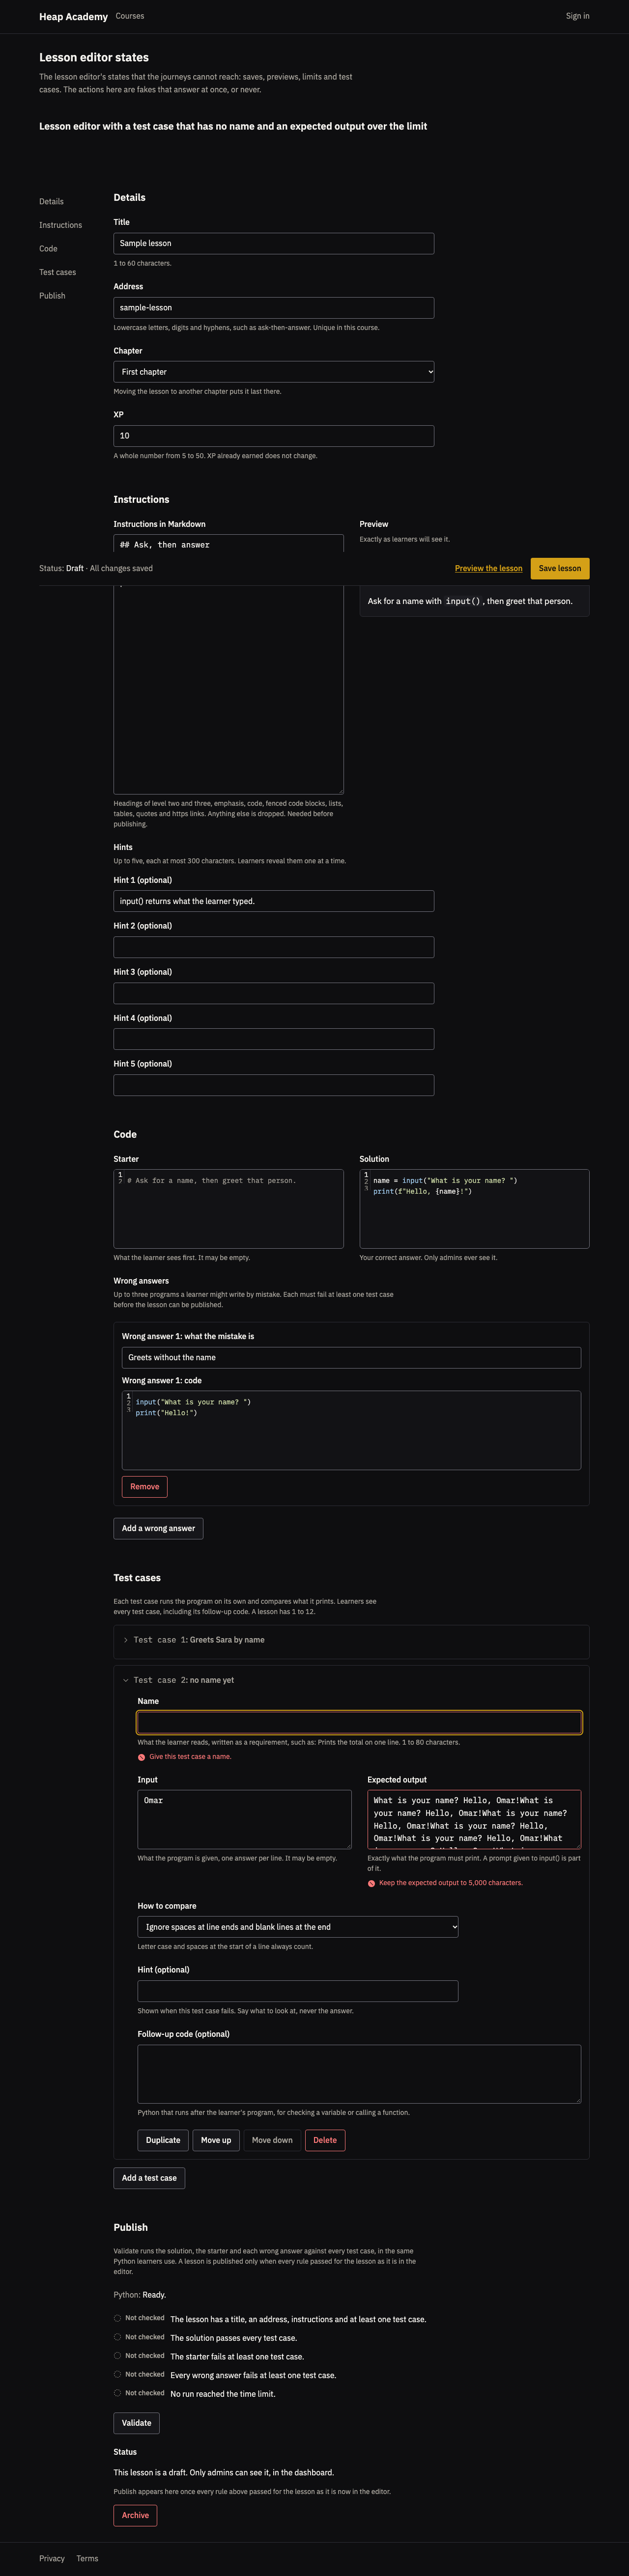 Heap Academy Courses Sign in
Lesson editor states
The lesson editor's states that the journeys cannot reach: saves, previews, limits and test
cases. The actions here are fakes that answer at once, or never.
Lesson editor with a test case that has no name and an expected output over the limit
Details
Instructions
Code
Test cases
Publish
Details
Title
Sample lesson
1 to 60 characters.
Address
sample-lesson
Lowercase letters, digits and hyphens, such as ask-then-answer. Unique in this course.
Chapter
First chapter
Moving the lesson to another chapter puts it last there.
XP
10
A whole number from 5 to 50. XP already earned does not change.
Instructions
Instructions in Markdown
## Ask, then answer
Preview
Exactly as learners will see it.
Status: Draft · All changes saved
Preview the lesson
Save lesson
Ask for a name with input(), then greet that person.
Headings of level two and three, emphasis, code, fenced code blocks, lists,
tables, quotes and https links. Anything else is dropped. Needed before
publishing.
Hints
Up to five, each at most 300 characters. Learners reveal them one at a time.
Hint 1 (optional)
input() returns what the learner typed.
Hint 2 (optional)
Hint 3 (optional)
Hint 4 (optional)
Hint 5 (optional)
Code
Starter
1
2 # Ask for a name, then greet that person.
What the learner sees first. It may be empty.
Solution
1
2 name = input("What is your name? ")
3 print(f"Hello, {name}!")
Your correct answer. Only admins ever see it.
Wrong answers
Up to three programs a learner might write by mistake. Each must fail at least one test case
before the lesson can be published.
Wrong answer 1: what the mistake is
Greets without the name
Wrong answer 1: code
1
2 input("What is your name? ")
3 print("Hello!")
Remove
Add a wrong answer
Test cases
Each test case runs the program on its own and compares what it prints. Learners see
every test case, including its follow-up code. A lesson has 1 to 12.
Test case 1: Greets Sara by name
Test case 2: no name yet
Name
What the learner reads, written as a requirement, such as: Prints the total on one line. 1 to 80 characters.
Give this test case a name.
Input
Omar
What the program is given, one answer per line. It may be empty.
Expected output
What is your name? Hello, Omar!What is
your name? Hello, Omar!What is your name?
Hello, Omar!What is your name? Hello,
Omar!What is your name? Hello, Omar!What
Exactly what the program must print. A prompt given to input() is part
of it.
Keep the expected output to 5,000 characters.
How to compare
Ignore spaces at line ends and blank lines at the end
Letter case and spaces at the start of a line always count.
Hint (optional)
Shown when this test case fails. Say what to look at, never the answer.
Follow-up code (optional)
Python that runs after the learner's program, for checking a variable or calling a function.
Duplicate Move up Move down Delete
Add a test case
Publish
Validate runs the solution, the starter and each wrong answer against every test case, in the same
Python learners use. A lesson is published only when every rule passed for the lesson as it is in the
editor.
Python: Ready.
Not checked The lesson has a title, an address, instructions and at least one test case.
Not checked The solution passes every test case.
Not checked The starter fails at least one test case.
Not checked Every wrong answer fails at least one test case.
Not checked No run reached the time limit.
Validate
Status
This lesson is a draft. Only admins can see it, in the dashboard.
Publish appears here once every rule above passed for the lesson as it is now in the editor.
Archive
Privacy Terms